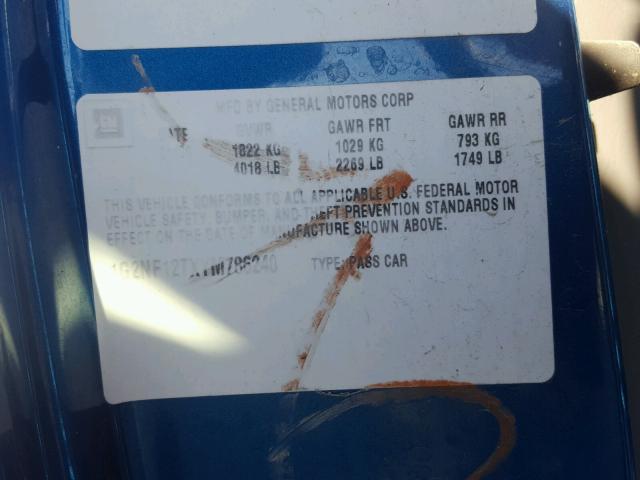 GM
MFD BY GENERAL MOTORS CORP
GVWR GAWR FRT GAWR RR
1822 KG 1029 KG 793 KG
4018 LB 2269 LB 1749 LB
THIS VEHICLE CONFORMS TO ALL APPLICABLE U.S. FEDERAL MOTOR
VEHICLE SAFETY, BUMPER, AND THEFT PREVENTION STANDARDS IN
EFFECT ON THE DATE OF MANUFACTURE SHOWN ABOVE.
TYPE: PASS CAR